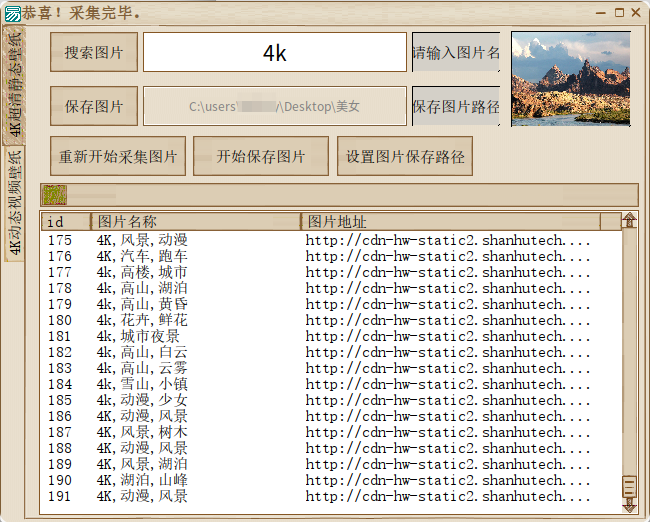 恭喜！采集完毕。
4K超清静态壁纸
4K动态视频壁纸
搜索图片 4k 请输入图片名
保存图片 C:\users\ y\Desktop\美女 保存图片路径
重新开始采集图片 开始保存图片 设置图片保存路径
id 图片名称 图片地址
175 4K,风景,动漫 http://cdn-hw-static2.shanhutech....
176 4K,汽车,跑车 http://cdn-hw-static2.shanhutech....
177 4k,高楼,城市 http://cdn-hw-static2.shanhutech....
178 4k,高山,湖泊 http://cdn-hw-static2.shanhutech....
179 4k,高山,黄昏 http://cdn-hw-static2.shanhutech....
180 4k,花卉,鲜花 http://cdn-hw-static2.shanhutech....
181 4k,城市夜景 http://cdn-hw-static2.shanhutech....
182 4k,高山,白云 http://cdn-hw-static2.shanhutech....
183 4k,高山,云雾 http://cdn-hw-static2.shanhutech....
184 4k,雪山,小镇 http://cdn-hw-static2.shanhutech....
185 4k,动漫,少女 http://cdn-hw-static2.shanhutech....
186 4K,动漫,风景 http://cdn-hw-static2.shanhutech....
187 4K,风景,树木 http://cdn-hw-static2.shanhutech....
188 4K,动漫,风景 http://cdn-hw-static2.shanhutech....
189 4K,风景,湖泊 http://cdn-hw-static2.shanhutech....
190 4K,湖泊,山峰 http://cdn-hw-static2.shanhutech....
191 4K,动漫,风景 http://cdn-hw-static2.shanhutech....